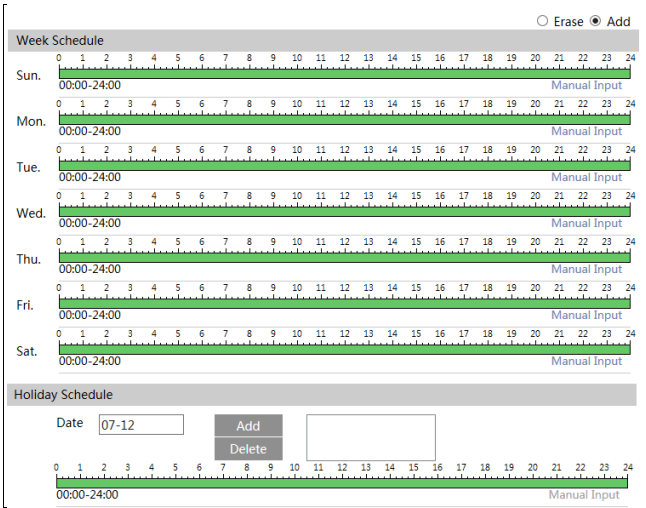 Erase Add
Week Schedule
0 1 2 3 4 5 6 7 8 9 10 11 12 13 14 15 16 17 18 19 20 21 22 23 24
Sun.
00:00-24:00 Manual Input
0 1 2 3 4 5 6 7 8 9 10 11 12 13 14 15 16 17 18 19 20 21 22 23 24
Mon.
00:00-24:00 Manual Input
0 1 2 3 4 5 6 7 8 9 10 11 12 13 14 15 16 17 18 19 20 21 22 23 24
Tue.
00:00-24:00 Manual Input
0 1 2 3 4 5 6 7 8 9 10 11 12 13 14 15 16 17 18 19 20 21 22 23 24
Wed.
00:00-24:00 Manual Input
0 1 2 3 4 5 6 7 8 9 10 11 12 13 14 15 16 17 18 19 20 21 22 23 24
Thu.
00:00-24:00 Manual Input
0 1 2 3 4 5 6 7 8 9 10 11 12 13 14 15 16 17 18 19 20 21 22 23 24
Fri.
00:00-24:00 Manual Input
0 1 2 3 4 5 6 7 8 9 10 11 12 13 14 15 16 17 18 19 20 21 22 23 24
Sat.
00:00-24:00 Manual Input
Holiday Schedule
Date 07-12 Add
Delete
0 1 2 3 4 5 6 7 8 9 10 11 12 13 14 15 16 17 18 19 20 21 22 23 24
00:00-24:00 Manual Input